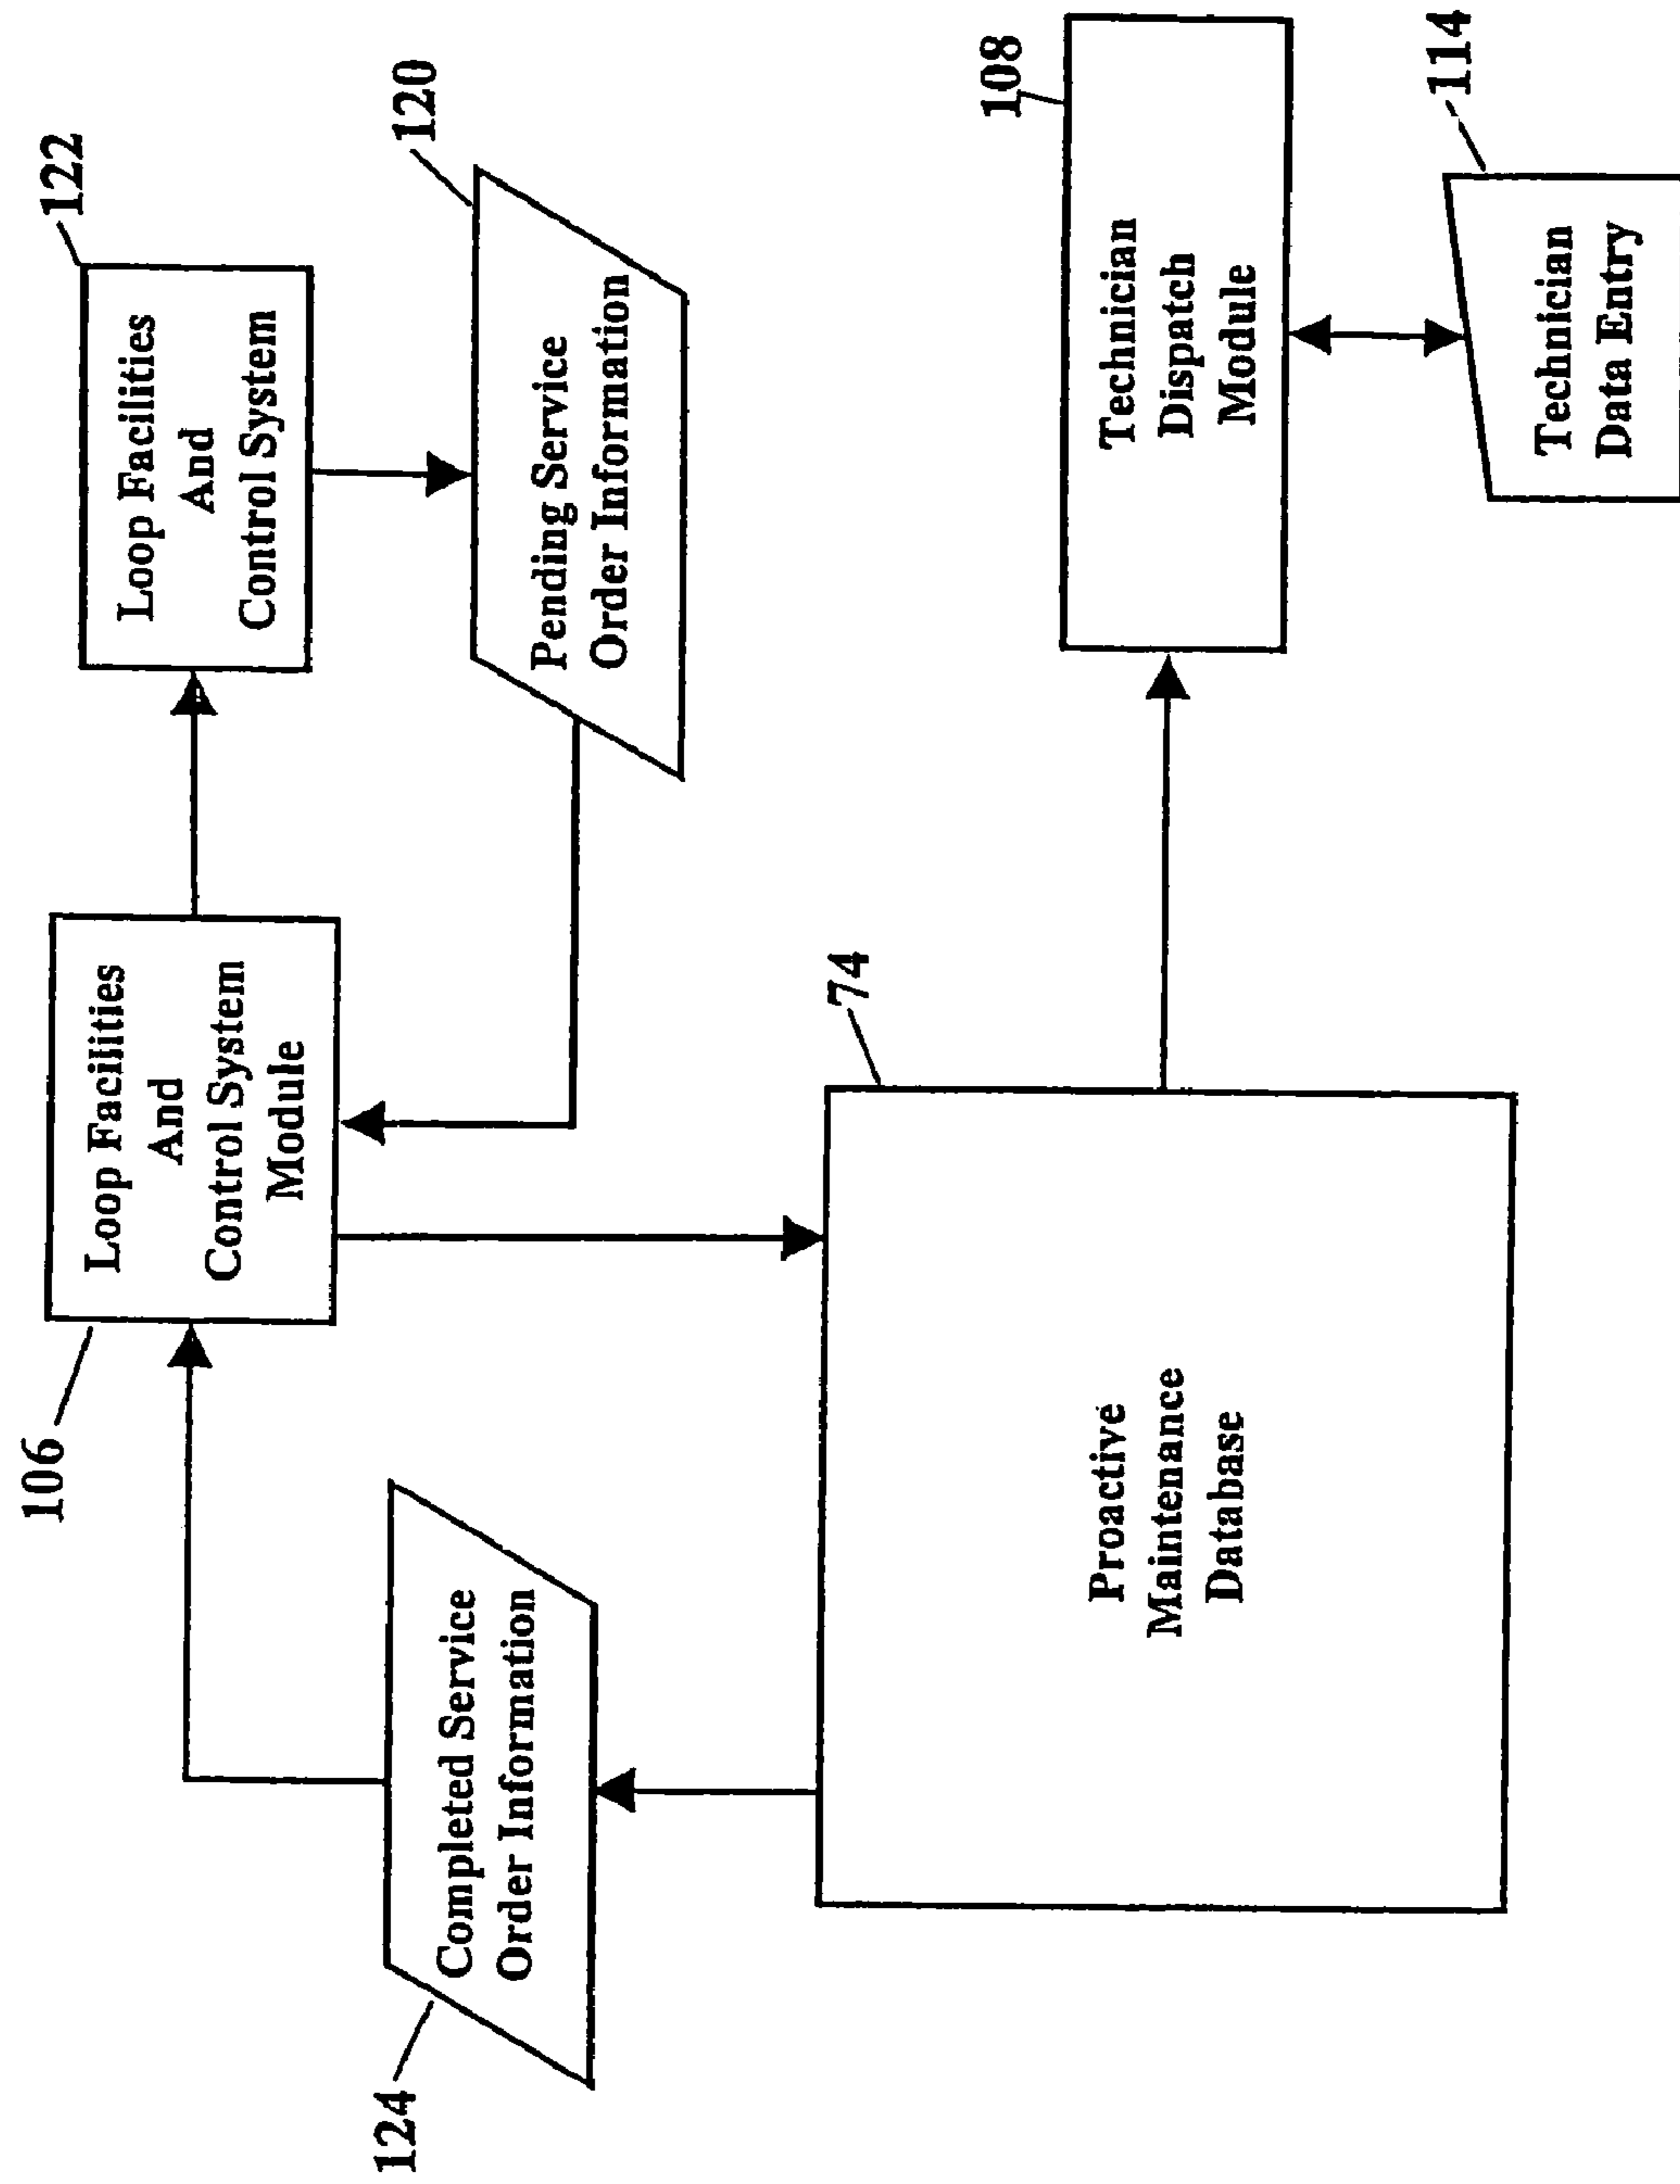 106
Loop Facilities
And
Control System
Module
122
Loop Facilities
And
Control System
124
Completed Service
Order Information
120
Pending Service
Order Information
74
Proactive
Maintenance
Database
108
Technician
Dispatch
Module
114
Technician
Data Entry